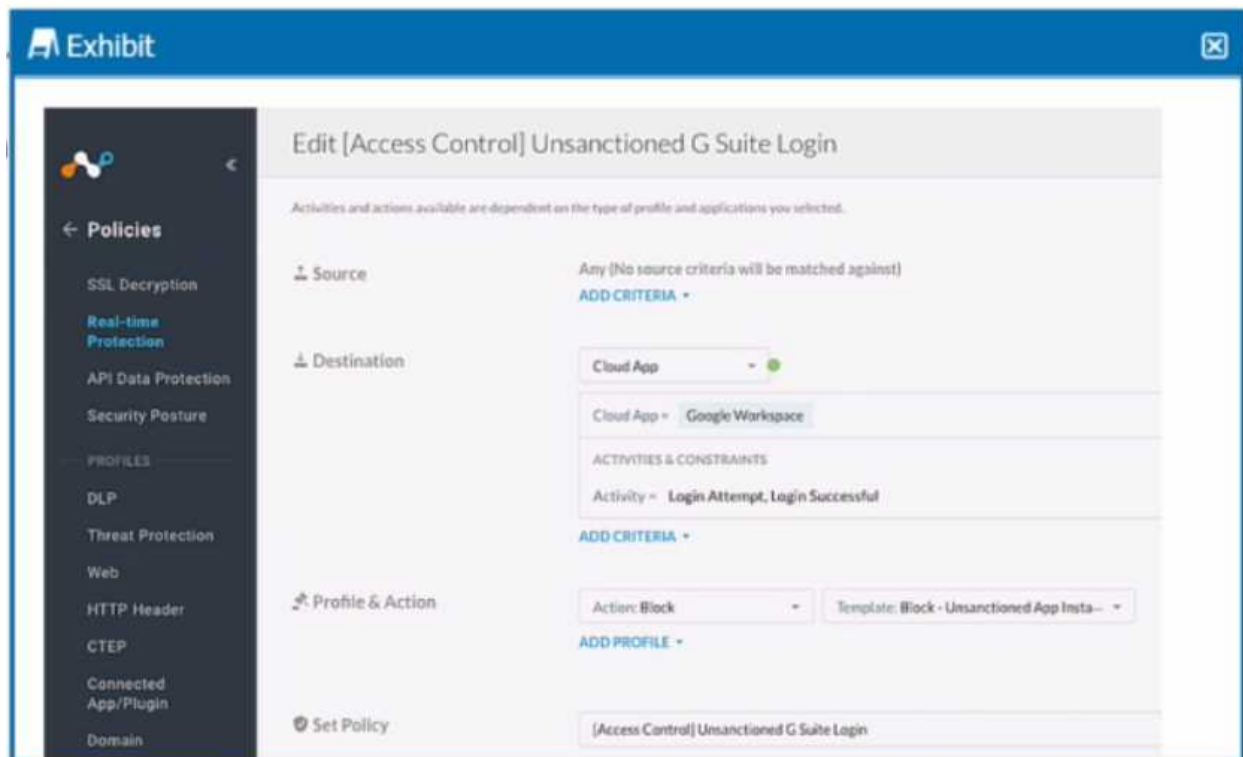 Exhibit
Edit [Access Control] Unsanctioned G Suite Login
Activities and actions available are dependent on the type of profile and applications you selected.
Policies
SSL Decryption
Real-time
Protection
API Data Protection
Security Posture
PROFILES
DLP
Threat Protection
Web
HTTP Header
CTEP
Connected
App/Plugin
Domain
Source
Any (No source criteria will be matched against)
ADD CRITERIA
Destination
Cloud App
Cloud App = Google Workspace
ACTIVITIES & CONSTRAINTS
Activity = Login Attempt, Login Successful
ADD CRITERIA
Profile & Action
Action: Block
Template: Block - Unsanctioned App Insta...
ADD PROFILE
Set Policy
[Access Control] Unsanctioned G Suite Login